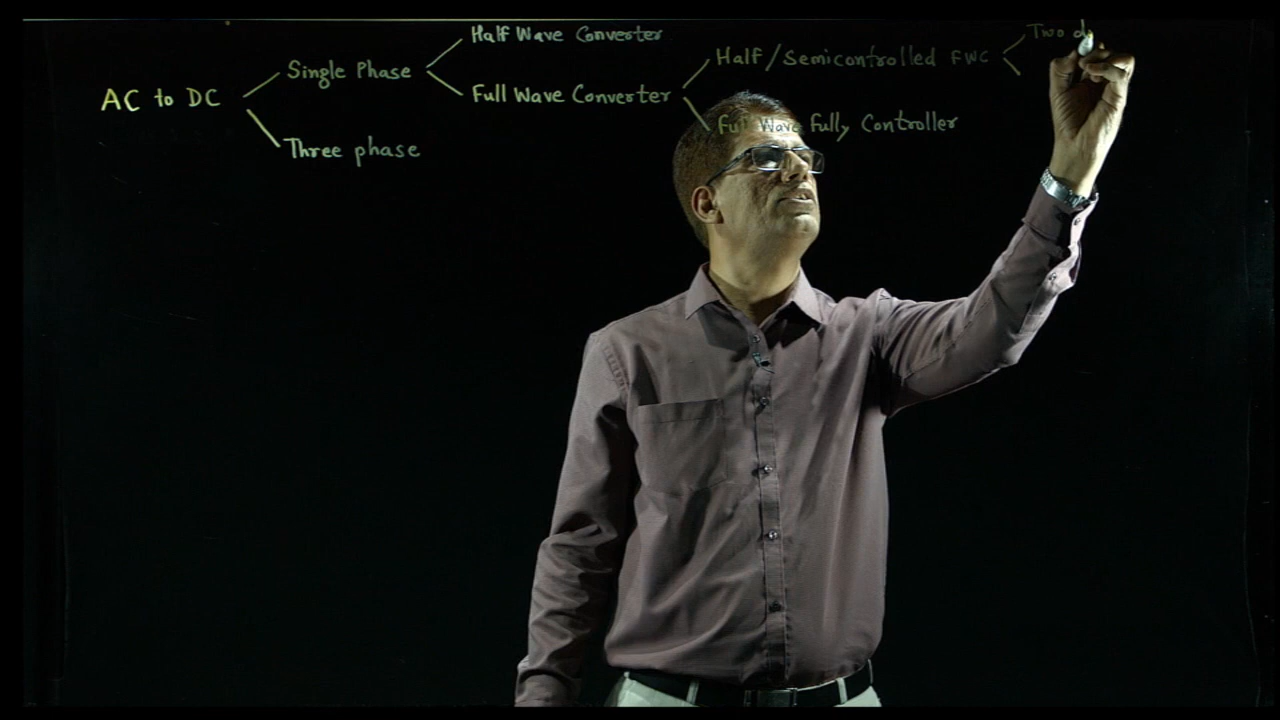 Half Wave Converter
Two d
Single Phase
Half/Semicontrolled FWC
AC to DC
Full Wave Converter
Full Wave Fully Controller
Three phase